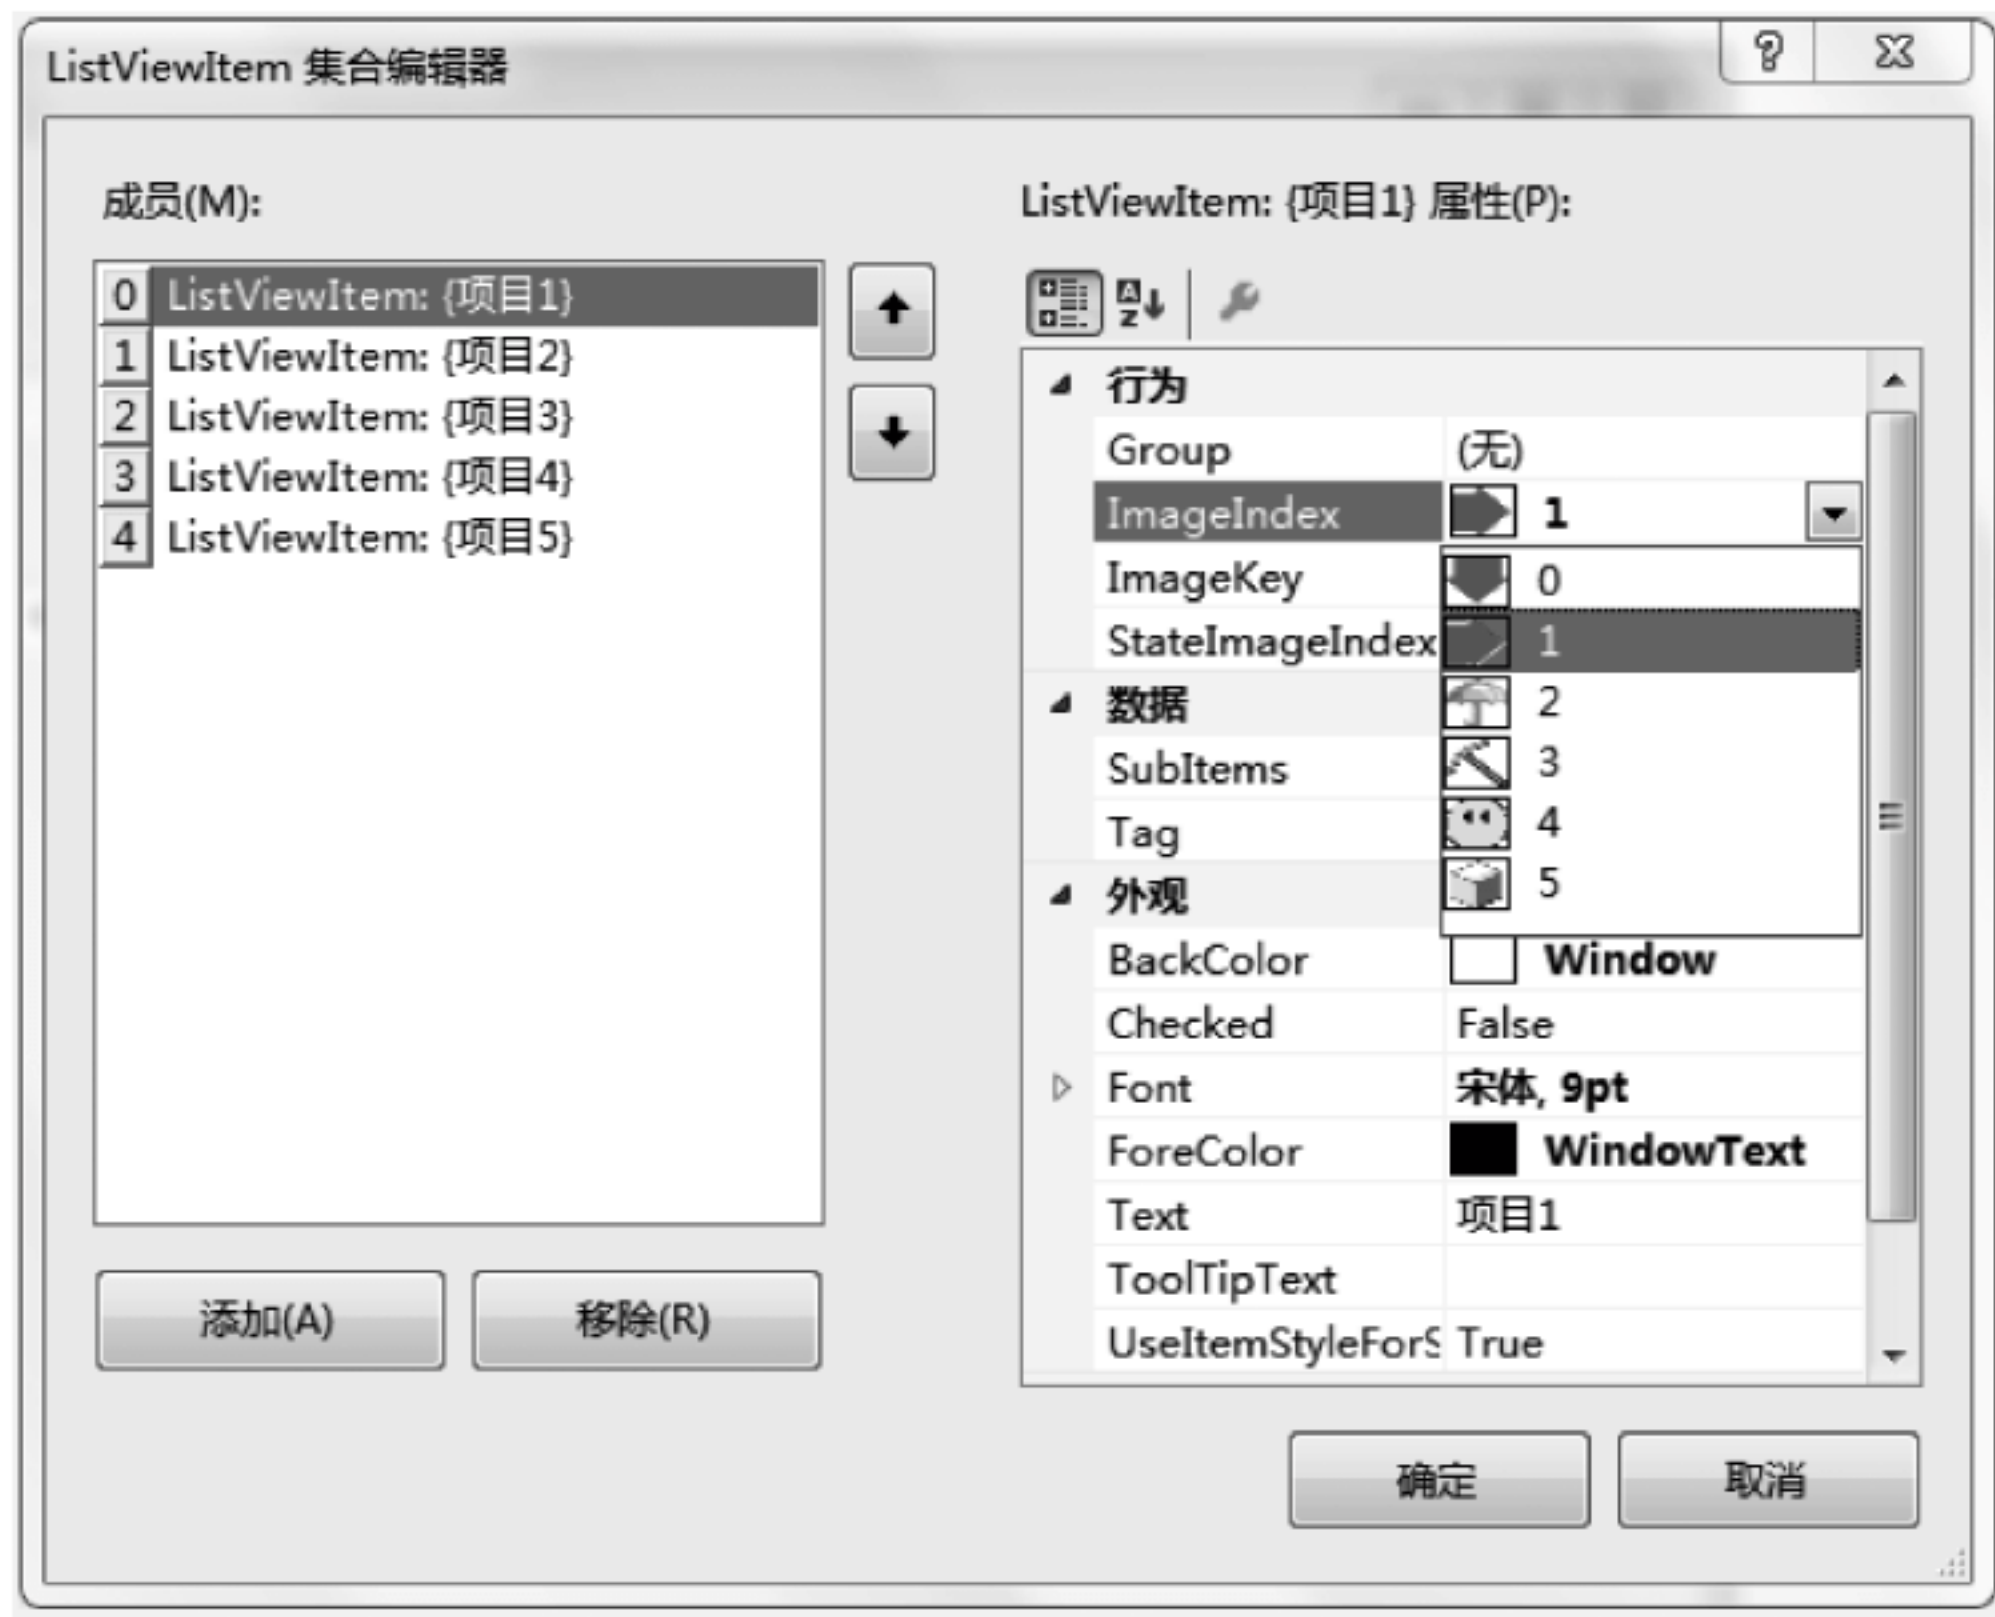 ListViewItem 集合编辑器
成员(M):
0 ListViewItem: {项目1}
1 ListViewItem: {项目2}
2 ListViewItem: {项目3}
3 ListViewItem: {项目4}
4 ListViewItem: {项目5}
添加(A) 移除(R)
ListViewItem: {项目1} 属性(P):
行为
Group (无)
ImageIndex 1
ImageKey 0
StateImageIndex 1
数据 2
SubItems 3
Tag 4
外观 5
BackColor Window
Checked False
Font 宋体, 9pt
ForeColor WindowText
Text 项目1
ToolTipText
UseItemStyleForS True
确定 取消